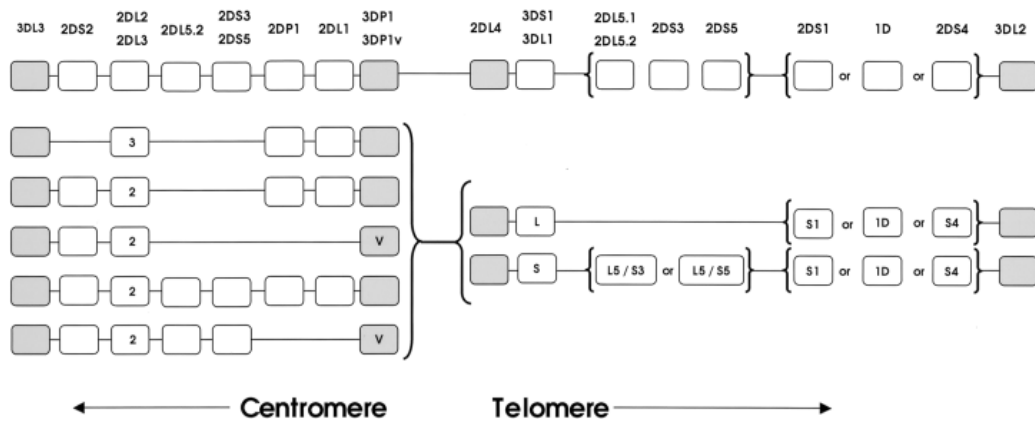 3DL3 2DS2 2DL2 2DL5.2 2DS3 2DP1 2DL1 3DP1 2DL4 3DS1 2DL5.1 2DS3 2DS5 2DS1 1D 2DS4 3DL2
2DL3 2DS5 3DP1v 3DL1 2DL5.2
or or
3
2
L S1 or 1D or S4
2 V
S L5 / S3 or L5 / S5 S1 or 1D or S4
2
2 V
Centromere Telomere